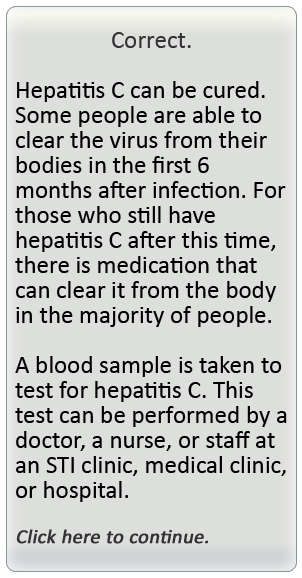 Correct.
Hepatitis C can be cured.
Some people are able to
clear the virus from their
bodies in the first 6
months after infection. For
those who still have
hepatitis C after this time,
there is medication that
can clear it from the body
in the majority of people.
A blood sample is taken to
test for hepatitis C. This
test can be performed by a
doctor, a nurse, or staff at
an STI clinic, medical clinic,
or hospital.
Click here to continue.